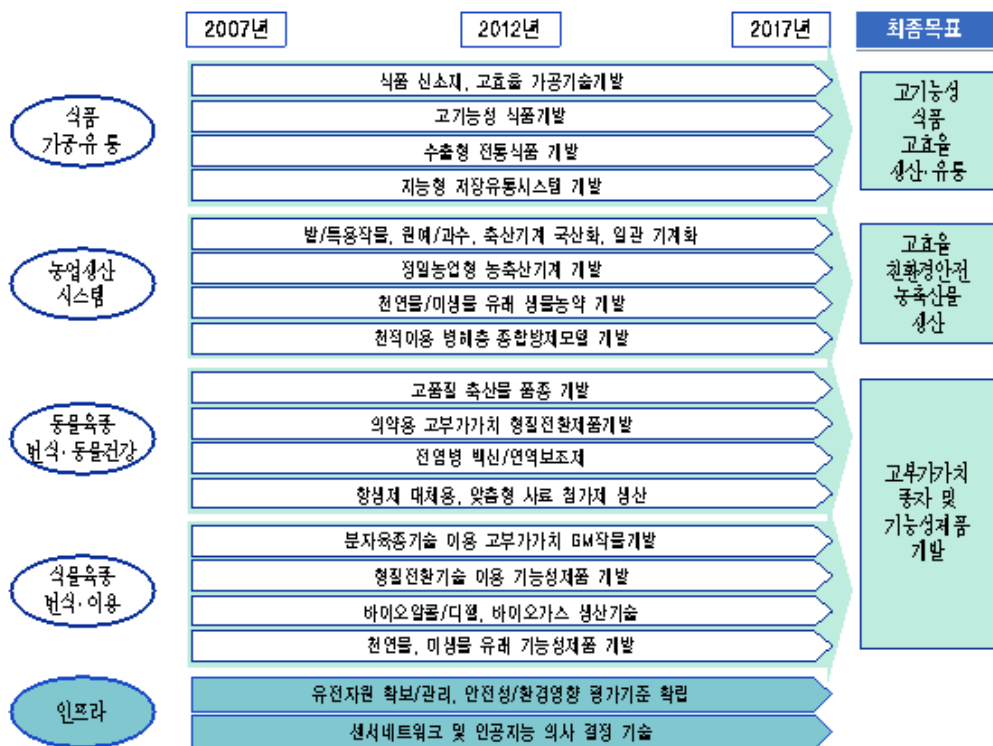 2007년 2012년 2017년 최종목표
식품
가공·유 통
식품 신소재, 고효율 가공기술개발
고기능성 식품개발
수출형 전통식품 개발
지능형 저장유통시스템 개발
고기능성
식품
고효율
생산·유통
농업생산
시스템
밭/특용작물, 원예/과수, 축산기계 국산화, 일관 기계화
정밀농업형 농축산기계 개발
천연물/미생물 유래 생물농약 개발
천적이용 병해충 종합방제모델 개발
고효율
친환경안전
농축산물
생산
동물육종
번식·동물건강
고품질 축산물 품종 개발
의약용 고부가가치 형질전환제품개발
전염병 백신/면역보조제
항생제 대체용, 맞춤형 사료 첨가제 생산
식물육종
번식·이용
분자육종기술 이용 고부가가치 GM작물개발
형질전환기술 이용 기능성제품 개발
바이오알콜/디젤, 바이오가스 생산기술
천연물, 미생물 유래 기능성제품 개발
고부가가치
종자 및
기능성제품
개발
인프라
유전자원 확보/관리, 안전성/환경영향 평가기준 확립
센서네트워크 및 인공지능 의사 결정 기술